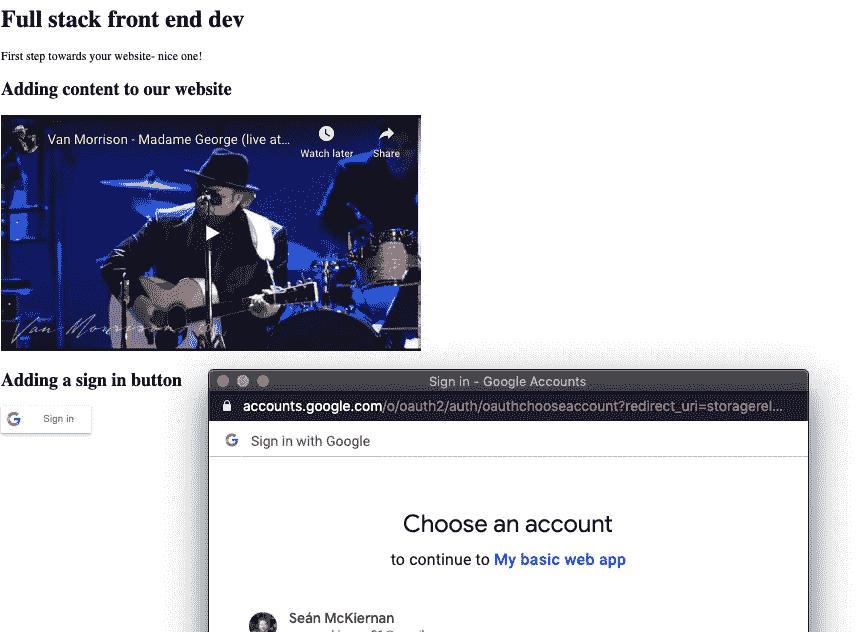 Full stack front end dev
First step towards your website- nice one!
Adding content to our website
Van Morrison - Madame George (live at...
Watch later
Share
Van Morrison
Adding a sign in button
Sign in
Sign in - Google Accounts
accounts.google.com/o/oauth2/auth/oauthchooseaccount?redirect_uri=storagerel...
G Sign in with Google
Choose an account
to continue to My basic web app
Seán McKiernan